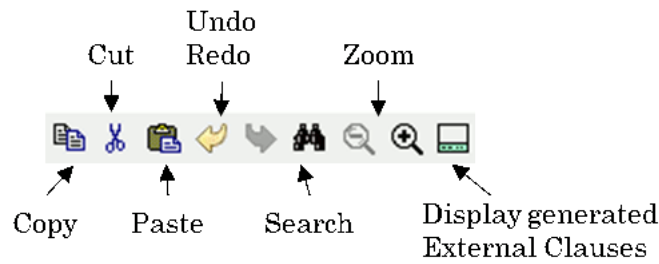 Undo
Cut Redo Zoom
Copy Paste Search Display generated
External Clauses